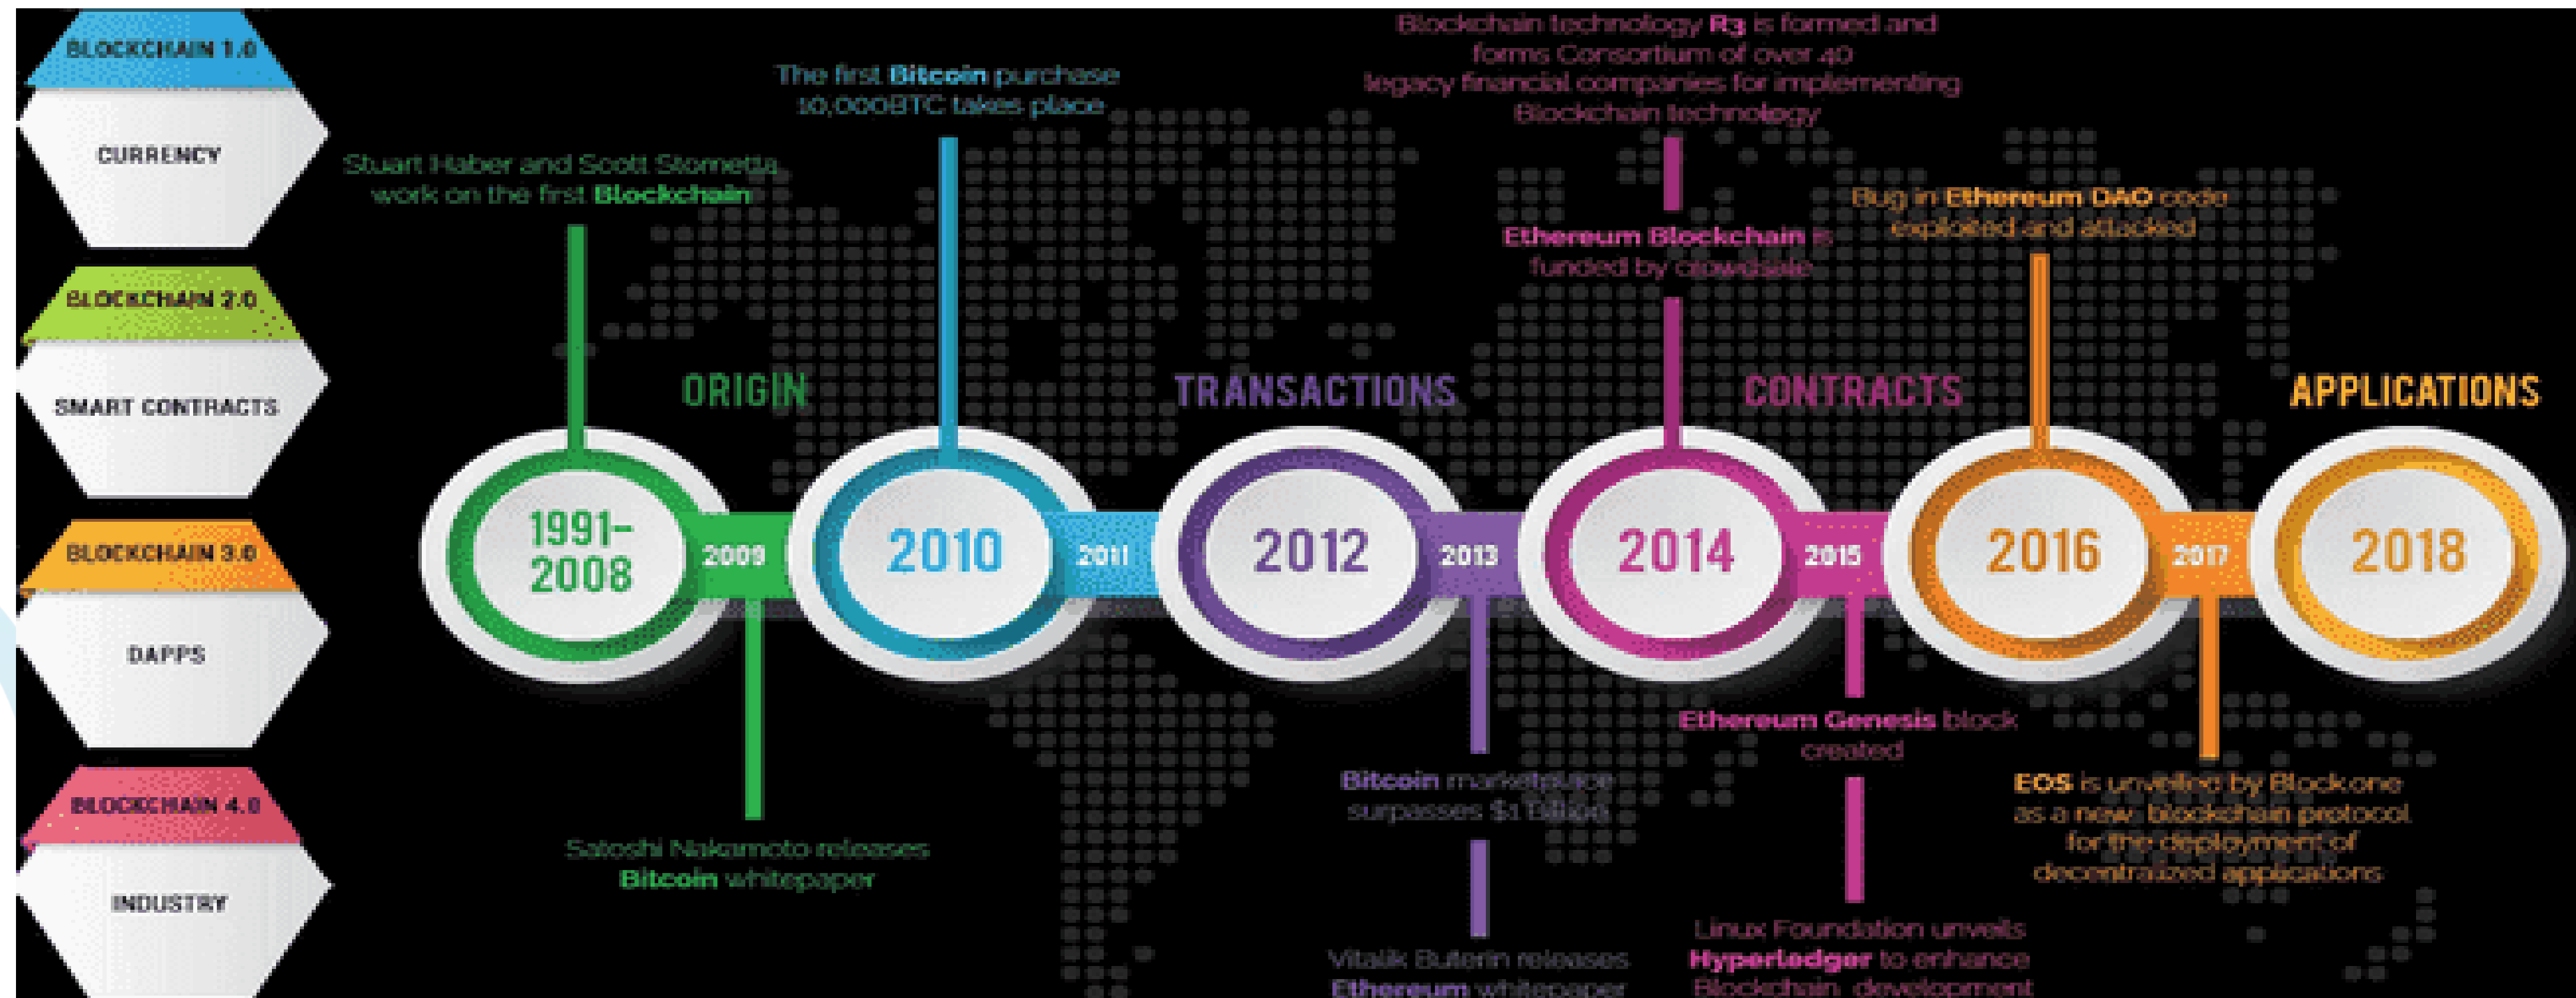 BLOCKCHAIN 1.0
CURRENCY
BLOCKCHAIN 2.0
SMART CONTRACTS
BLOCKCHAIN 3.0
DAPPS
BLOCKCHAIN 4.0
INDUSTRY
Stuart Haber and Scott Stornetta
work on the first Blockchain
The first Bitcoin purchase
10,000BTC takes place
Blockchain technology R3 is formed and
forms Consortium of over 40
legacy financial companies for implementing
Blockchain technology
Ethereum Blockchain is
funded by crowdsale
Bug in Ethereum DAO code
exploited and attacked
ORIGIN
TRANSACTIONS
CONTRACTS
APPLICATIONS
1991-
2008
2009
2010
2011
2012
2013
2014
2015
2016
2017
2018
Satoshi Nakamoto releases
Bitcoin whitepaper
Bitcoin marketplace
surpasses $1 Billion
Vitalik Buterin releases
Ethereum whitepaper
Ethereum Genesis block
created
Linux Foundation unveils
Hyperledger to enhance
Blockchain development
EOS is unveiled by Block.one
as a new blockchain protocol
for the deployment of
decentralized applications